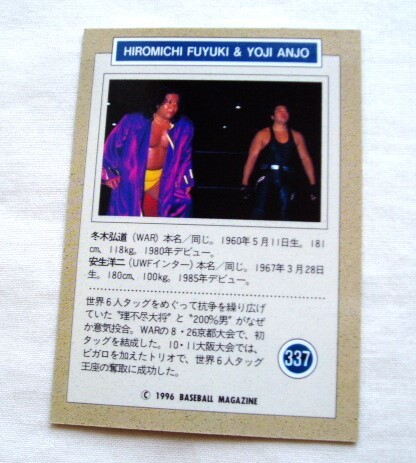 HIROMICHI FUYUKI & YOJI ANJO
冬木弘道 (WAR) 本名／同じ。1960年5月11日生。181
cm、118kg。1980年デビュー。
安生洋二 (UWFインター) 本名／同じ。1967年3月28日
生。180cm、100kg。1985年デビュー。
世界6人タッグをめぐって抗争を繰り広げ
ていた“理不尽大将”と“200%男”がなぜ
か意気投合。WARの8・26京都大会で、初
タッグを結成した。10・11大阪大会では、
ビガロを加えたトリオで、世界6人タッグ
王座の奪取に成功した。
337
© 1996 BASEBALL MAGAZINE